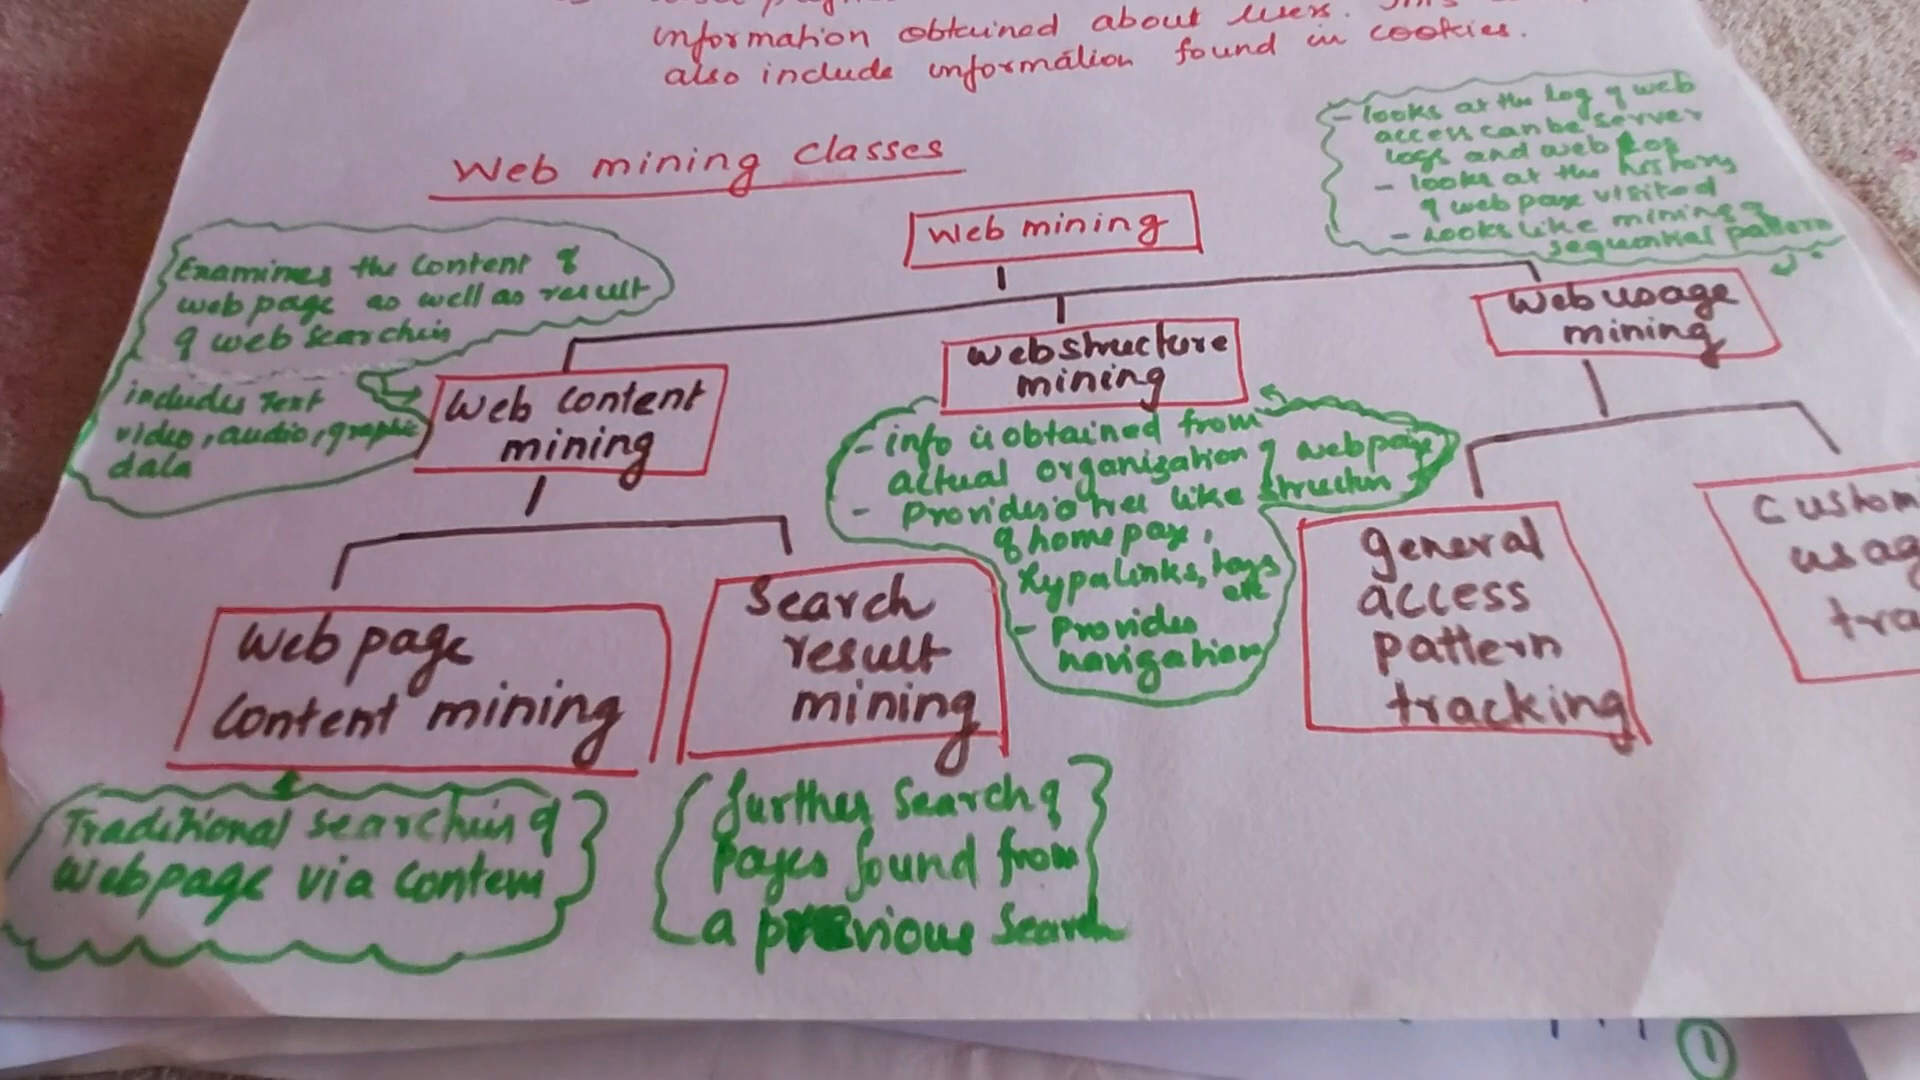 information obtained about users.
also include information found in cookies.
Web mining classes
- looks at the log of web
access can be server
logs and web log
- looks at the history
of web page visited
- Looks like mining of
sequential pattern
Web mining
Examines the content of
web page as well as result
of web searching
includes text
video, audio, graphic
data
Web content
mining
Web structure
mining
Web usage
mining
- info is obtained from
actual organization of webpage
- Provides a tree like structure
of home page,
Hypalinks, tags
etc
- Provides
navigation
Web page
Content mining
Search
result
mining
general
access
pattern
tracking
Custom
usag
tra
Traditional searching of
Webpage via Content
further Search of
pages found from
a previous Search
1